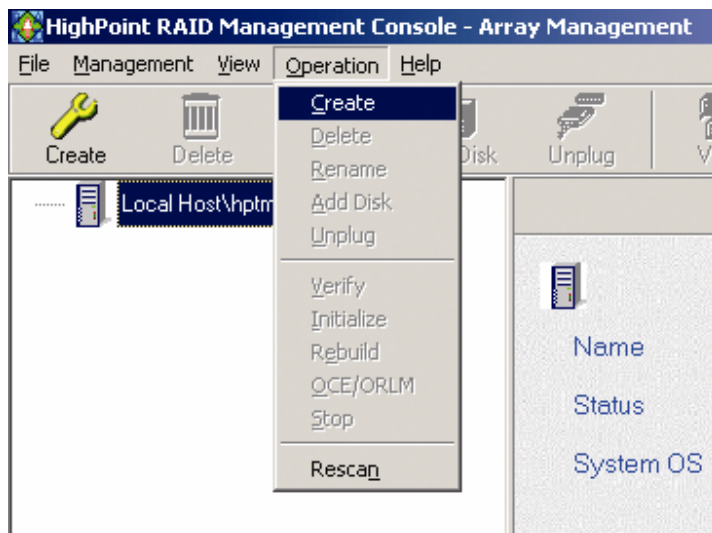 HighPoint RAID Management Console - Array Management
File Management View Operation Help
Create Delete Disk Unplug V
Local Host\hptm
Create
Delete
Rename
Add Disk
Unplug
Verify
Initialize
Rebuild
OCE/ORLM
Stop
Rescan
Name
Status
System OS